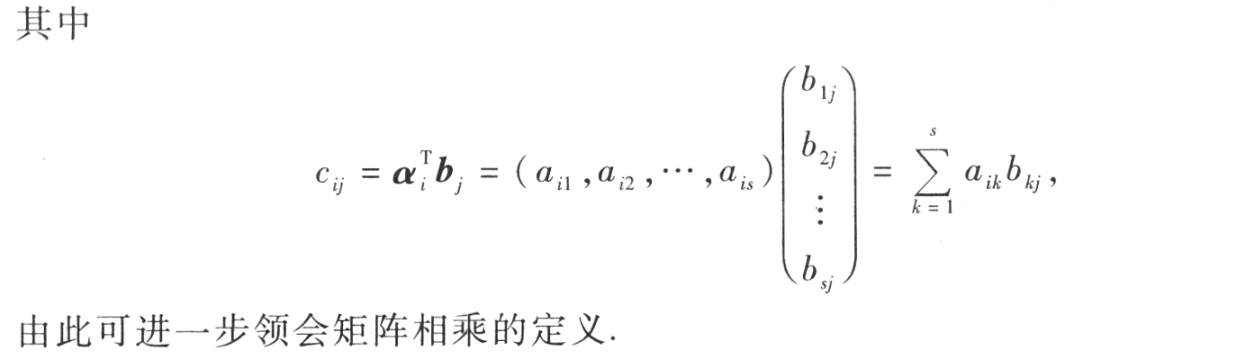 其中
$$c_{ij} = \boldsymbol{\alpha}_i^{\mathrm{T}} \boldsymbol{b}_j = (a_{i1}, a_{i2}, \cdots, a_{is}) \begin{pmatrix} b_{1j} \\ b_{2j} \\ \vdots \\ b_{sj} \end{pmatrix} = \sum_{k=1}^{s} a_{ik} b_{kj},$$
由此可进一步领会矩阵相乘的定义.